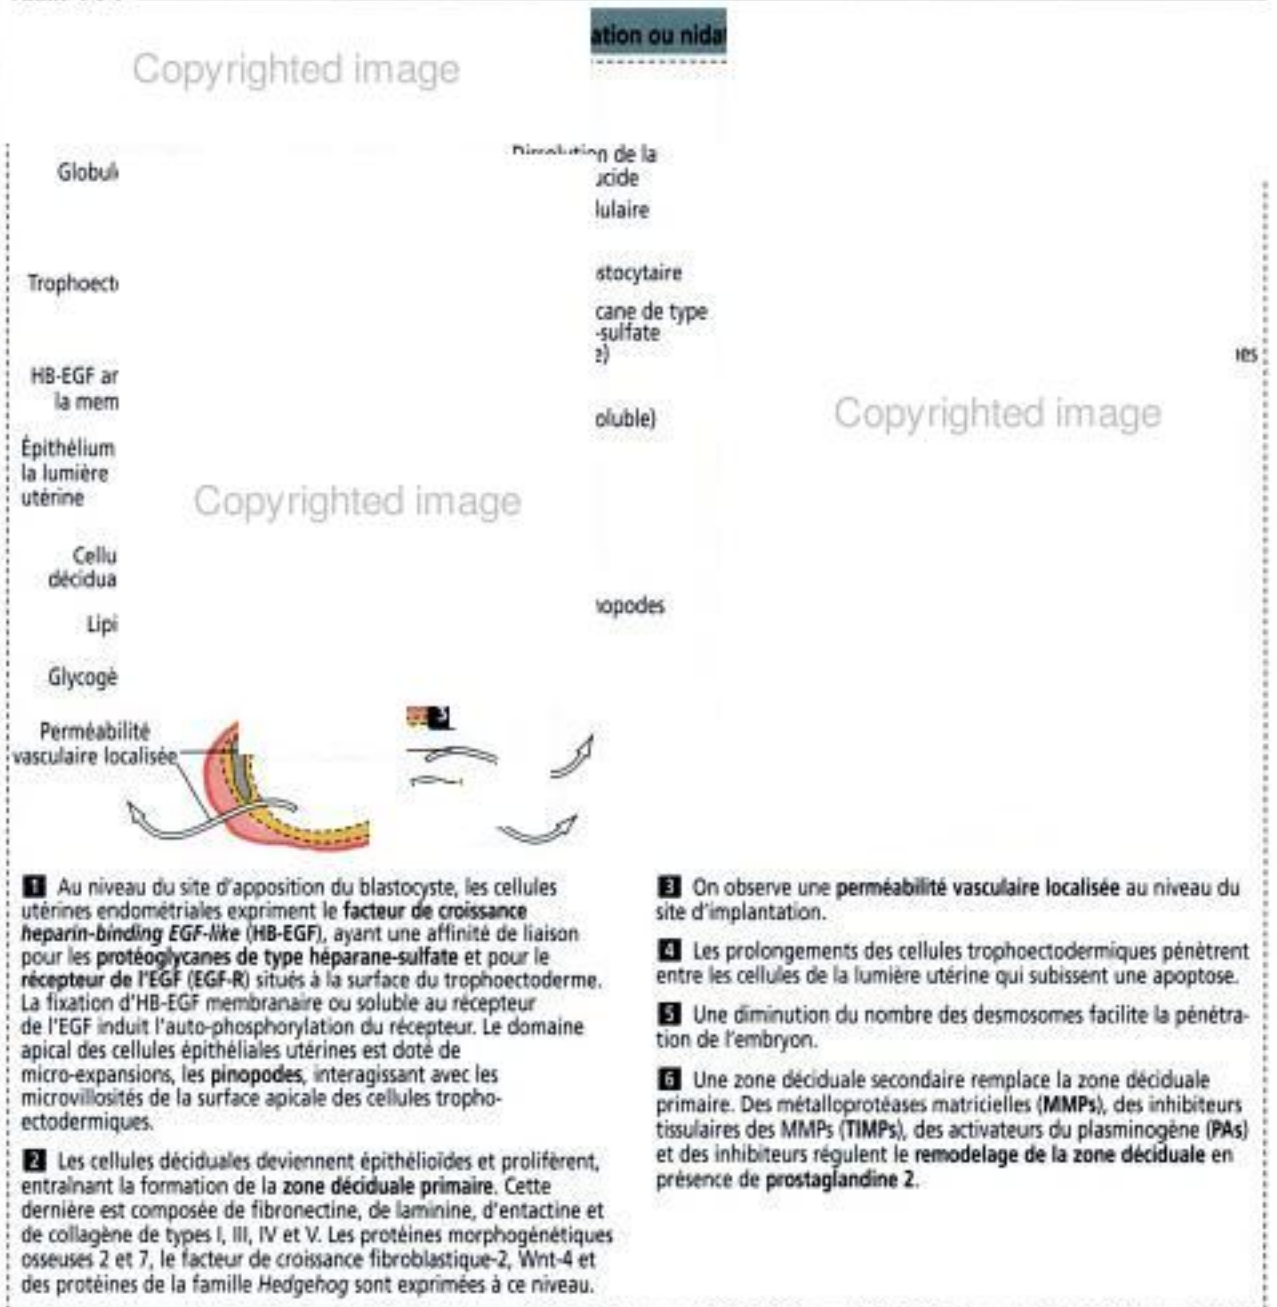 ation ou nida
Copyrighted image
Globul
n de la
ucide
lulaire
Trophoect
stocytaire
cane de type
-sulfate
e)
HB-EGF ar
la mem
oluble)
Épithélium
la lumière
utérine
Copyrighted image
Copyrighted image
Cellu
décidua
nopodes
Lipi
Glycogè
Perméabilité
vasculaire localisée
3
1 Au niveau du site d'apposition du blastocyste, les cellules
utérines endométriales expriment le facteur de croissance
heparin-binding EGF-like (HB-EGF), ayant une affinité de liaison
pour les protéoglycanes de type héparane-sulfate et pour le
récepteur de l'EGF (EGF-R) situés à la surface du trophoectoderme.
La fixation d'HB-EGF membranaire ou soluble au récepteur
de l'EGF induit l'auto-phosphorylation du récepteur. Le domaine
apical des cellules épithéliales utérines est doté de
micro-expansions, les pinopodes, interagissant avec les
microvillosités de la surface apicale des cellules tropho-
ectodermiques.
2 Les cellules déciduales deviennent épithélioïdes et prolifèrent,
entraînant la formation de la zone déciduale primaire. Cette
dernière est composée de fibronectine, de laminine, d'entactine et
de collagène de types I, III, IV et V. Les protéines morphogénétiques
osseuses 2 et 7, le facteur de croissance fibroblastique-2, Wnt-4 et
des protéines de la famille Hedgehog sont exprimées à ce niveau.
3 On observe une perméabilité vasculaire localisée au niveau du
site d'implantation.
4 Les prolongements des cellules trophoectodermiques pénètrent
entre les cellules de la lumière utérine qui subissent une apoptose.
5 Une diminution du nombre des desmosomes facilite la pénétra-
tion de l'embryon.
6 Une zone déciduale secondaire remplace la zone déciduale
primaire. Des métalloprotéases matricielles (MMPs), des inhibiteurs
tissulaires des MMPs (TIMPs), des activateurs du plasminogène (PAs)
et des inhibiteurs régulent le remodelage de la zone déciduale en
présence de prostaglandine 2.